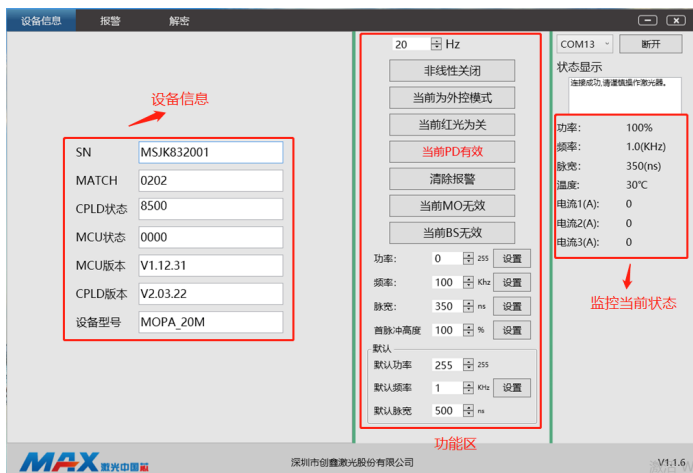 设备信息 报警 解密
设备信息
SN MSJK832001
MATCH 0202
CPLD状态 8500
MCU状态 0000
MCU版本 V1.12.31
CPLD版本 V2.03.22
设备型号 MOPA_20M
20 Hz
非线性关闭
当前为外控模式
当前红光为关
当前PD有效
清除报警
当前MO无效
当前BS无效
功率: 0 255 设置
频率: 100 Khz 设置
脉宽: 350 ns 设置
首脉冲高度 100 % 设置
默认
默认功率 255 255
默认频率 1 KHz 设置
默认脉宽 500 ns
功能区
COM13 断开
状态显示
连接成功,请谨慎操作激光器。
功率: 100%
频率: 1.0(KHz)
脉宽: 350(ns)
温度: 30℃
电流1(A): 0
电流2(A): 0
电流3(A): 0
监控当前状态
MAX 激光中国芯 深圳市创鑫激光股份有限公司 V1.1.6